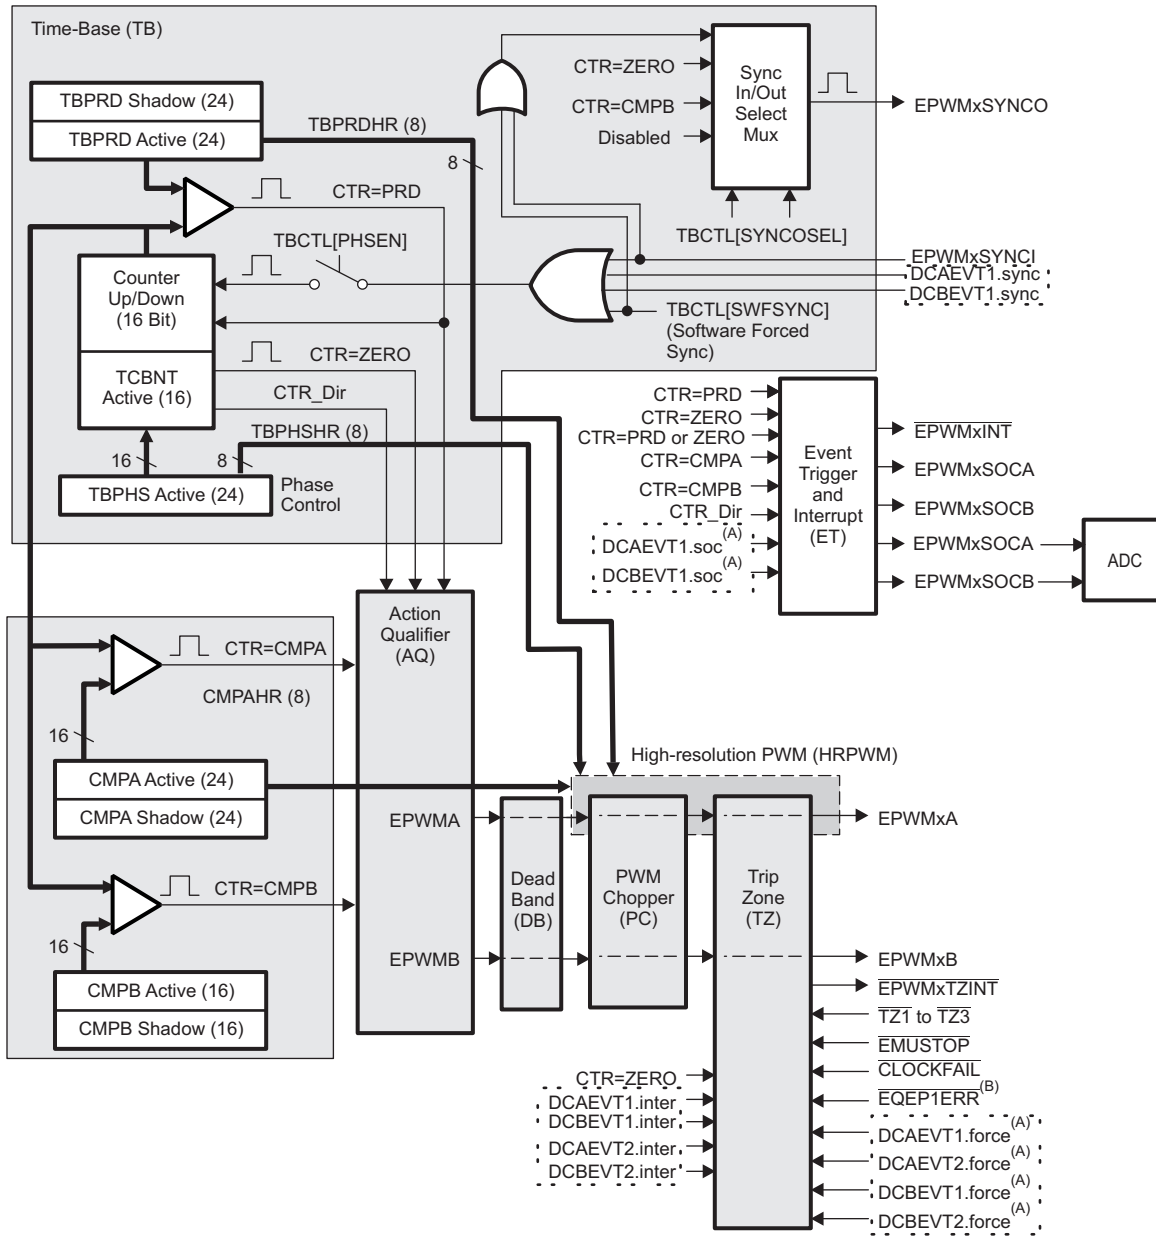 Time-Base (TB)
TBPRD Shadow (24)
TBPRD Active (24)
TBPRDHR (8)
8
CTR=PRD
CTR=ZERO
CTR=CMPB
Disabled
Sync
In/Out
Select
Mux
EPWMxSYNCO
TBCTL[SYNCOSEL]
TBCTL[PHSEN]
EPWMxSYNCI
DCAEVT1.sync
DCBEVT1.sync
TBCTL[SWFSYNC]
(Software Forced
Sync)
Counter
Up/Down
(16 Bit)
TCBNT
Active (16)
CTR=ZERO
CTR_Dir
TBPHSHR (8)
16
8
TBPHS Active (24)
Phase
Control
CTR=PRD
CTR=ZERO
CTR=PRD or ZERO
CTR=CMPA
CTR=CMPB
CTR_Dir
DCAEVT1.soc(A)
DCBEVT1.soc(A)
Event
Trigger
and
Interrupt
(ET)
EPWMxINT
EPWMxSOCA
EPWMxSOCB
EPWMxSOCA
EPWMxSOCB
ADC
Action
Qualifier
(AQ)
CTR=CMPA
CMPAHR (8)
16
CMPA Active (24)
CMPA Shadow (24)
CTR=CMPB
16
CMPB Active (16)
CMPB Shadow (16)
EPWMA
EPWMB
High-resolution PWM (HRPWM)
Dead
Band
(DB)
PWM
Chopper
(PC)
Trip
Zone
(TZ)
EPWMxA
EPWMxB
EPWMxTZINT
TZ1 to TZ3
EMUSTOP
CLOCKFAIL
EQEP1ERR(B)
DCAEVT1.force(A)
DCAEVT2.force(A)
DCBEVT1.force(A)
DCBEVT2.force(A)
CTR=ZERO
DCAEVT1.inter
DCBEVT1.inter
DCAEVT2.inter
DCBEVT2.inter